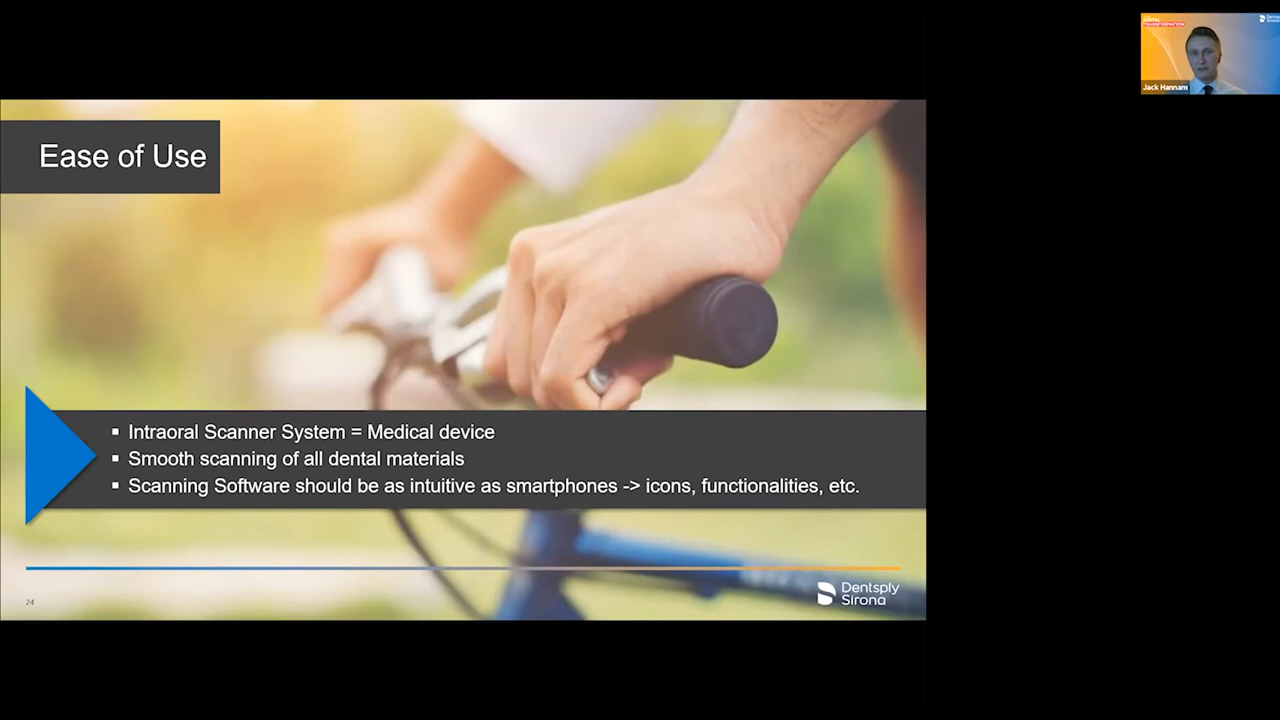 Ease of Use
▪ Intraoral Scanner System = Medical device
▪ Smooth scanning of all dental materials
▪ Scanning Software should be as intuitive as smartphones -> icons, functionalities, etc.
24
Dentsply
Sirona
TRANSFORMATION
Jack Hannam